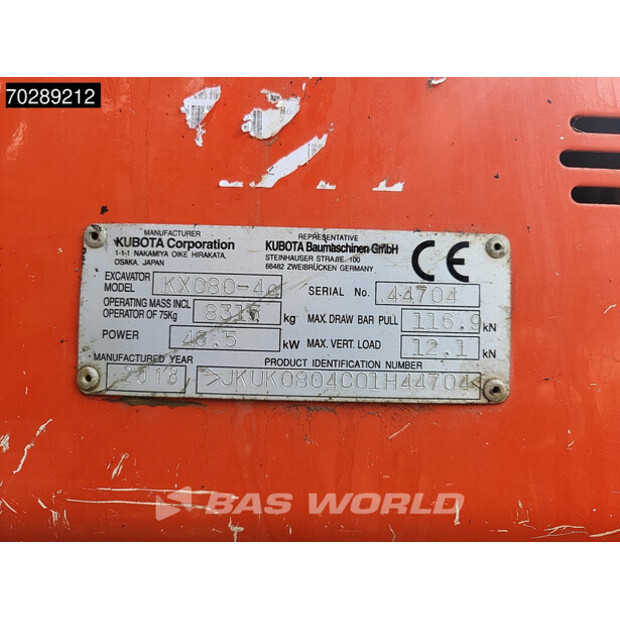 70289212
MANUFACTURER
KUBOTA Corporation
1-1-1 NAKAMIYA OIKE HIRAKATA,
OSAKA, JAPAN
REPRESENTATIVE
KUBOTA Baumaschinen GmbH
STEINHAUSER STRAßE 100
66482 ZWEIBRÜCKEN GERMANY
CE
EXCAVATOR
MODEL KX080-4α
SERIAL No. 44704
OPERATING MASS INCL
OPERATOR OF 75Kg 8315 kg
MAX. DRAW BAR PULL 116.9 kN
POWER 48.5 kW
MAX. VERT. LOAD 12.1 kN
MANUFACTURED YEAR
2018
PRODUCT IDENTIFICATION NUMBER
>JKUK0804C01H44704<
BAS WORLD